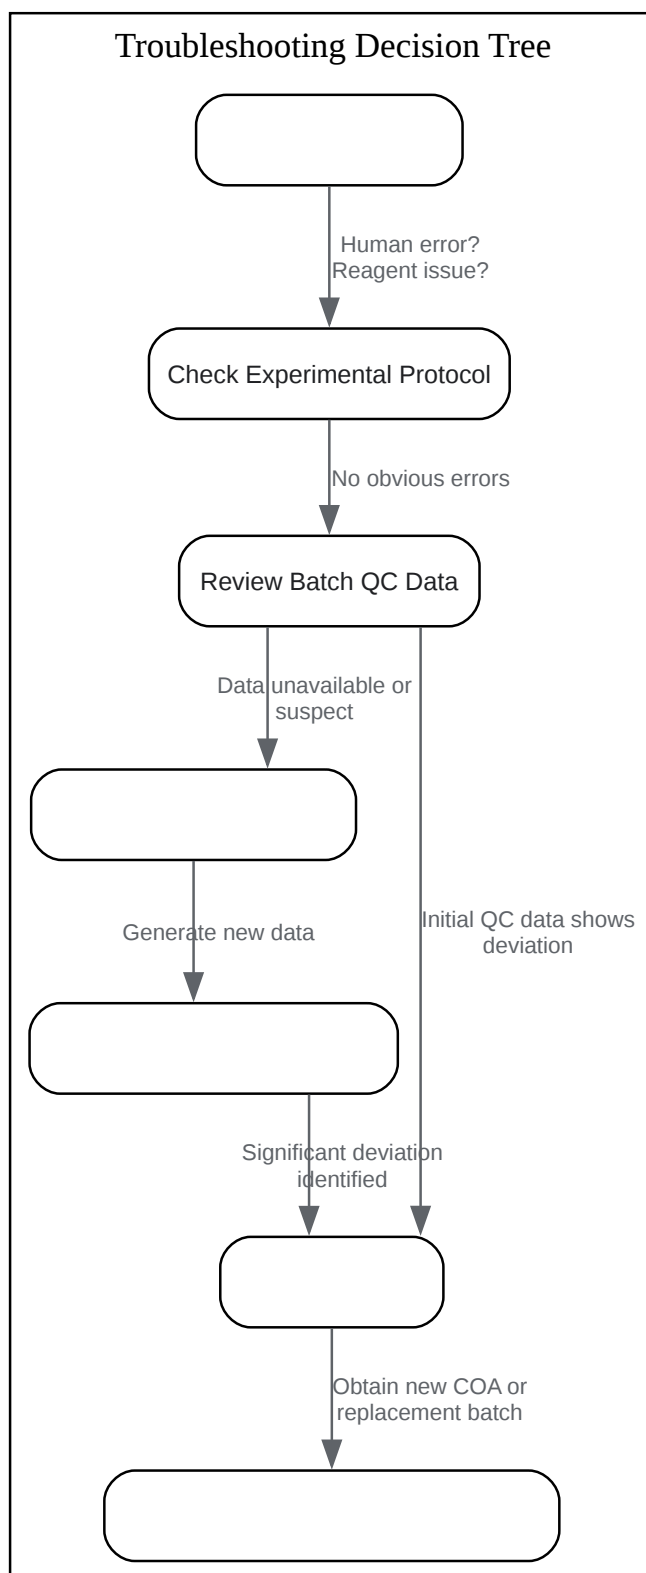 Troubleshooting Decision Tree
Human error?
Reagent issue?
Check Experimental Protocol
No obvious errors
Review Batch QC Data
Data unavailable or
suspect
Generate new data
Initial QC data shows
deviation
Significant deviation
identified
Obtain new COA or
replacement batch